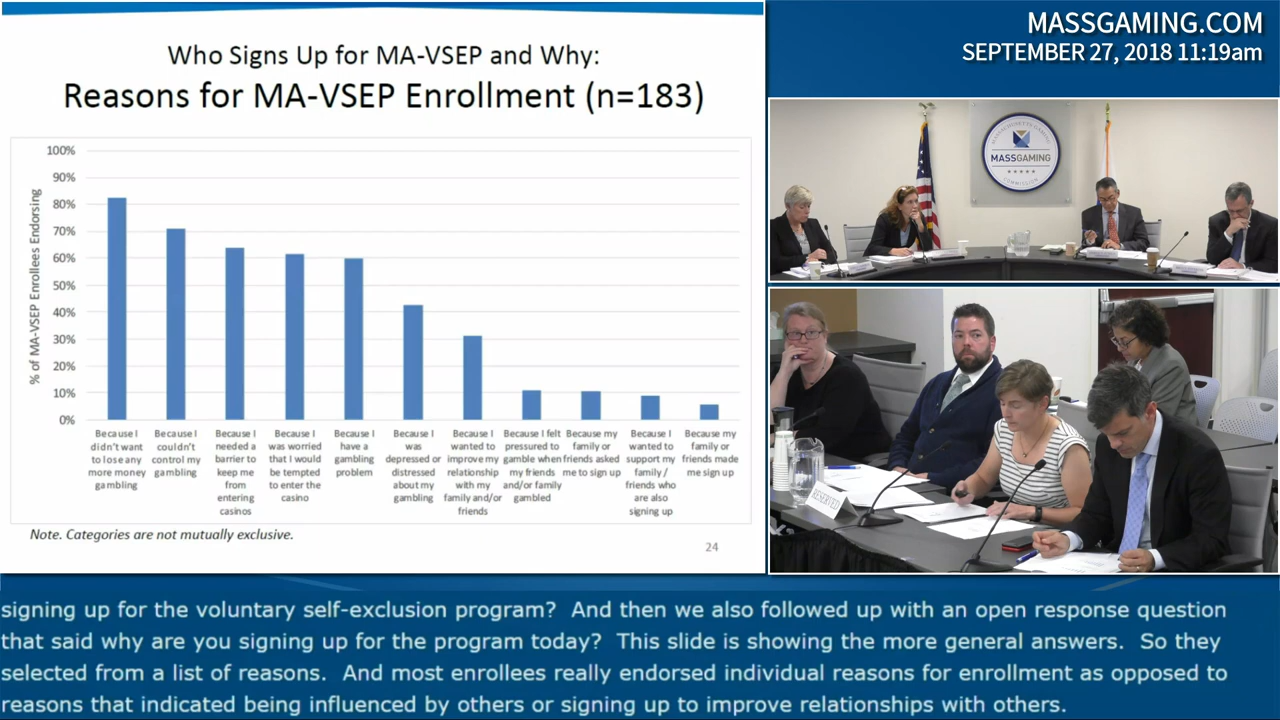 Who Signs Up for MA-VSEP and Why:
Reasons for MA-VSEP Enrollment (n=183)
% of MA-VSEP Enrollees Endorsing
100%
90%
80%
70%
60%
50%
40%
30%
20%
10%
0%
Because I
didn't want
to lose any
more money
gambling
Because I
couldn't
control my
gambling
Because I
needed a
barrier to
keep me
from
entering
casinos
Because I
was worried
that I would
be tempted
to enter the
casino
Because I
have a
gambling
problem
Because I
was
depressed or
distressed
about my
gambling
Because I
wanted to
improve my
relationship
with my
family and/or
friends
Because I felt
pressured to
gamble when
my friends
and/or family
gambled
Because my
family or
friends asked
me to sign up
Because I
wanted to
support my
family /
friends who
are also
signing up
Because my
family or
friends made
me sign up
Note. Categories are not mutually exclusive.
24
MASSGAMING.COM
SEPTEMBER 27, 2018 11:19am
MASSACHUSETTS GAMING
MASSGAMING
COMMISSION
RESERVED
signing up for the voluntary self-exclusion program? And then we also followed up with an open response question
that said why are you signing up for the program today? This slide is showing the more general answers. So they
selected from a list of reasons. And most enrollees really endorsed individual reasons for enrollment as opposed to
reasons that indicated being influenced by others or signing up to improve relationships with others.